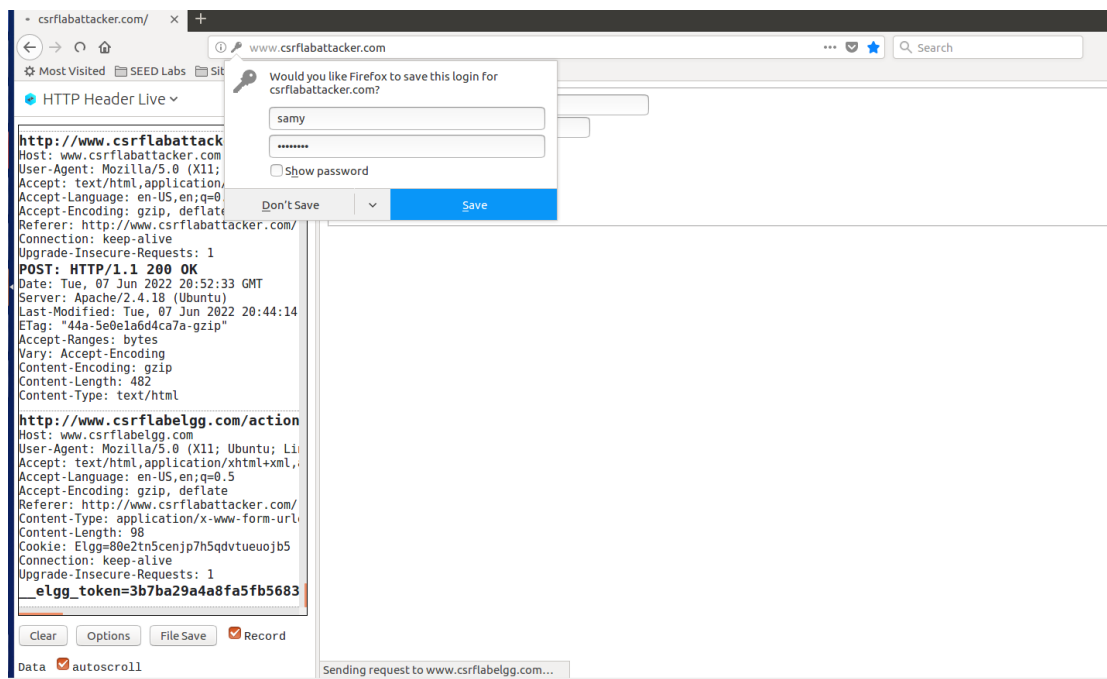 csrflabattacker.com/
www.csrflabattacker.com
Search
Most Visited SEED Labs
HTTP Header Live
Would you like Firefox to save this login for
csrflabattacker.com?
samy
••••••••
Show password
Don't Save
Save
http://www.csrflabattack
Host: www.csrflabattacker.com
User-Agent: Mozilla/5.0 (X11;
Accept: text/html,application/
Accept-Language: en-US,en;q=0
Accept-Encoding: gzip, deflate
Referer: http://www.csrflabattacker.com/
Connection: keep-alive
Upgrade-Insecure-Requests: 1
POST: HTTP/1.1 200 OK
Date: Tue, 07 Jun 2022 20:52:33 GMT
Server: Apache/2.4.18 (Ubuntu)
Last-Modified: Tue, 07 Jun 2022 20:44:14
ETag: "44a-5e0e1a6d4ca7a-gzip"
Accept-Ranges: bytes
Vary: Accept-Encoding
Content-Encoding: gzip
Content-Length: 482
Content-Type: text/html
http://www.csrflabelgg.com/action
Host: www.csrflabelgg.com
User-Agent: Mozilla/5.0 (X11; Ubuntu; Li
Accept: text/html,application/xhtml+xml,
Accept-Language: en-US,en;q=0.5
Accept-Encoding: gzip, deflate
Referer: http://www.csrflabattacker.com/
Content-Type: application/x-www-form-url
Content-Length: 98
Cookie: Elgg=80e2tn5cenjp7h5qdvtueuojb5
Connection: keep-alive
Upgrade-Insecure-Requests: 1
__elgg_token=3b7ba29a4a8fa5fb5683
Clear Options File Save Record
Data autoscroll
Sending request to www.csrflabelgg.com...